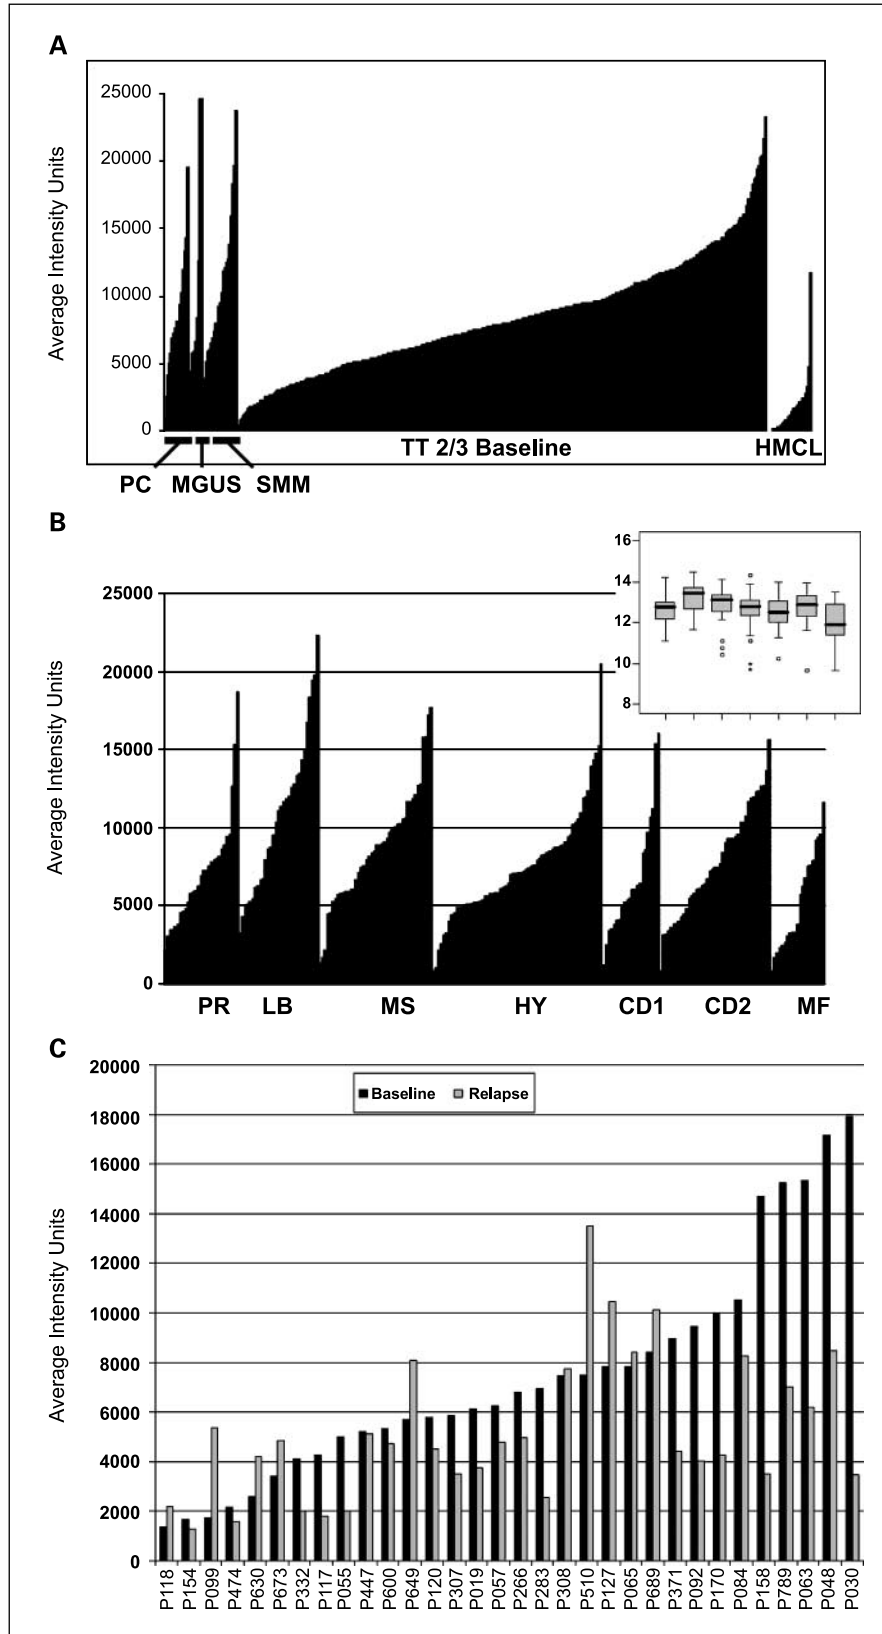 A
Average Intensity Units
25000
20000
15000
10000
5000
0
TT 2/3 Baseline
HMCL
PC MGUS SMM
B
Average Intensity Units
25000
20000
15000
10000
5000
0
16
14
12
10
8
PR LB MS HY CD1 CD2 MF
C
Average Intensity Units
20000
18000
16000
14000
12000
10000
8000
6000
4000
2000
0
Baseline Relapse
P118 P154 P099 P474 P630 P673 P332 P117 P055 P447 P600 P649 P120 P307 P019 P057 P266 P283 P308 P510 P127 P065 P689 P371 P092 P170 P084 P158 P789 P063 P048 P030